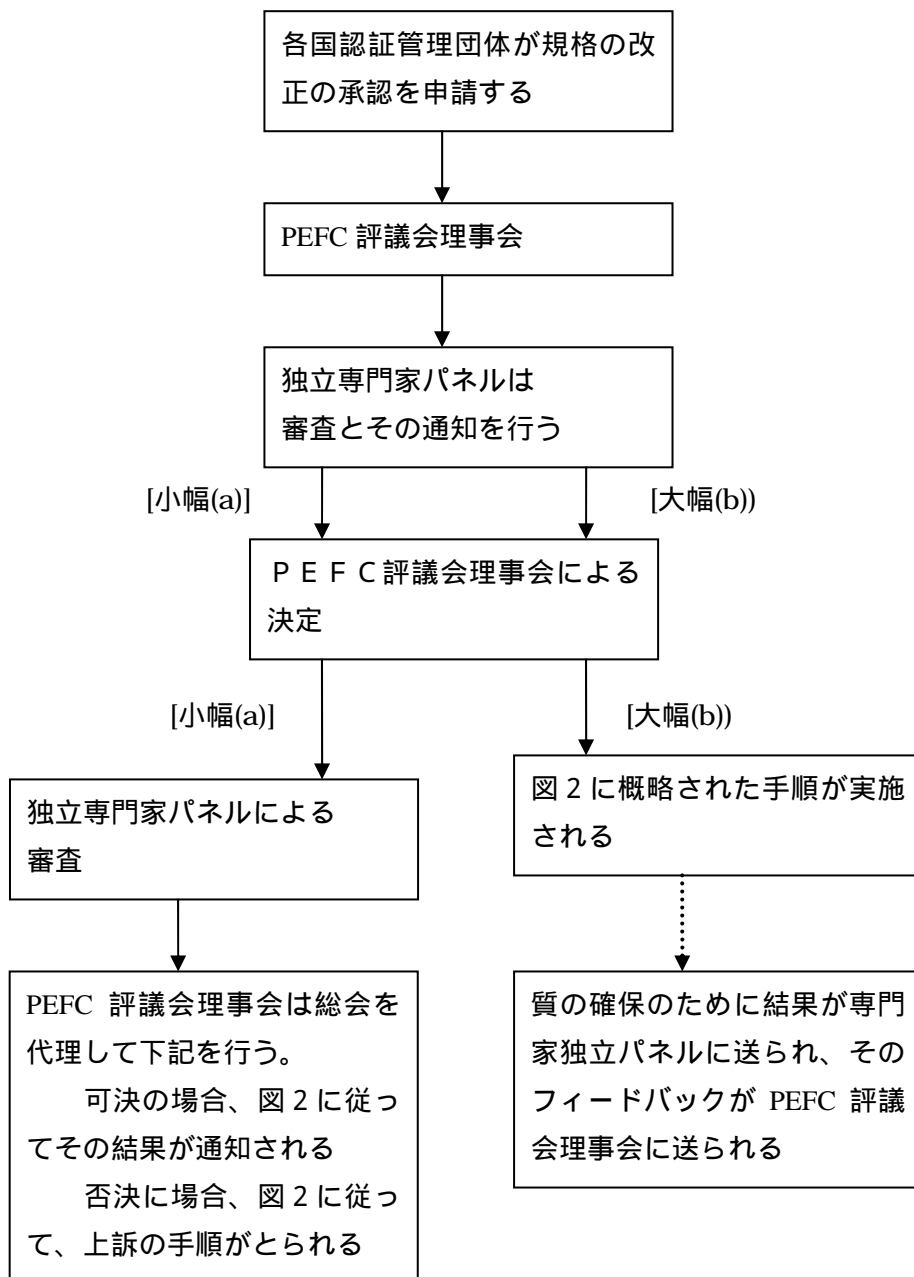 各国認証管理団体が規格の改
正の承認を申請する
PEFC 評議会理事会
独立専門家パネルは
審査とその通知を行う
[小幅(a)]
[大幅(b))
ＰＥＦＣ評議会理事会による
決定
[小幅(a)]
[大幅(b))
独立専門家パネルによる
審査
図２に概略された手順が実施
される
PEFC 評議会理事会は総会を
代理して下記を行う。
可決の場合、図２に従っ
てその結果が通知される
否決に場合、図２に従っ
て、上訴の手順がとられる
質の確保のために結果が専門
家独立パネルに送られ、その
フィードバックが PEFC 評議
会理事会に送られる